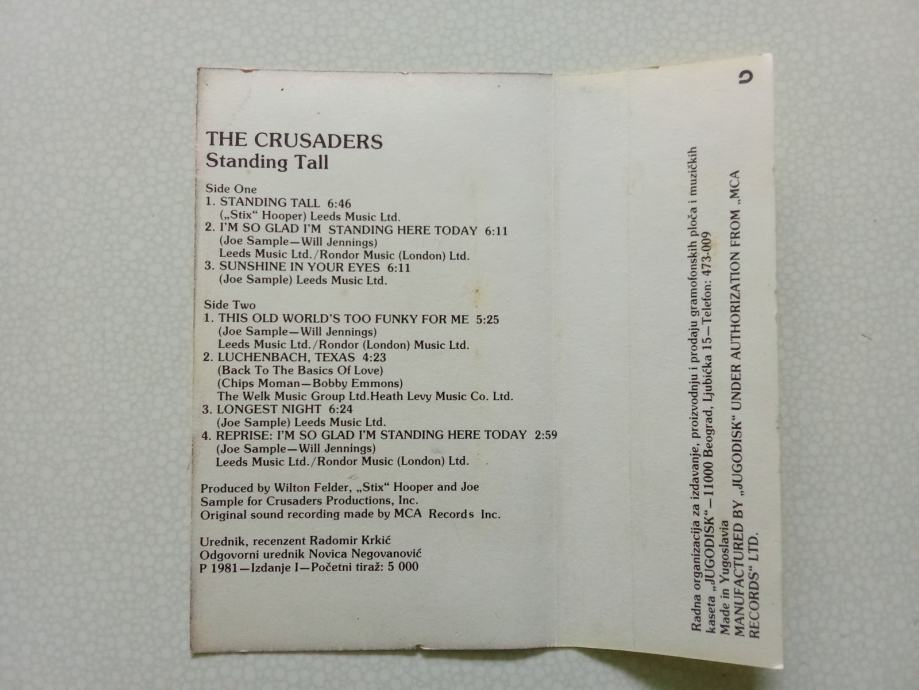 THE CRUSADERS
Standing Tall
Side One
1. STANDING TALL 6:46
(„Stix“ Hooper) Leeds Music Ltd.
2. I'M SO GLAD I'M STANDING HERE TODAY 6:11
(Joe Sample—Will Jennings)
Leeds Music Ltd./Rondor Music (London) Ltd.
3. SUNSHINE IN YOUR EYES 6:11
(Joe Sample) Leeds Music Ltd.
Side Two
1. THIS OLD WORLD'S TOO FUNKY FOR ME 5:25
(Joe Sample—Will Jennings)
Leeds Music Ltd./Rondor (London) Music Ltd.
2. LUCHENBACH, TEXAS 4:23
(Back To The Basics Of Love)
(Chips Moman—Bobby Emmons)
The Welk Music Group Ltd.Heath Levy Music Co. Ltd.
3. LONGEST NIGHT 6:24
(Joe Sample) Leeds Music Ltd.
4. REPRISE: I'M SO GLAD I'M STANDING HERE TODAY 2:59
(Joe Sample—Will Jennings)
Leeds Music Ltd./Rondor Music (London) Ltd.
Produced by Wilton Felder, „Stix“ Hooper and Joe
Sample for Crusaders Productions, Inc.
Original sound recording made by MCA Records Inc.
Urednik, recenzent Radomir Krkić
Odgovorni urednik Novica Negovanović
P 1981—Izdanje I—Početni tiraž: 5 000
Radna organizacija za izdavanje, proizvodnju i prodaju gramofonskih ploča i muzičkih
kaseta „JUGODISK“—11000 Beograd, Ljubička 15—Telefon: 473-009
Made in Yugoslavia
MANUFACTURED BY „JUGODISK“ UNDER AUTHORIZATION FROM „MCA
RECORDS“ LTD.